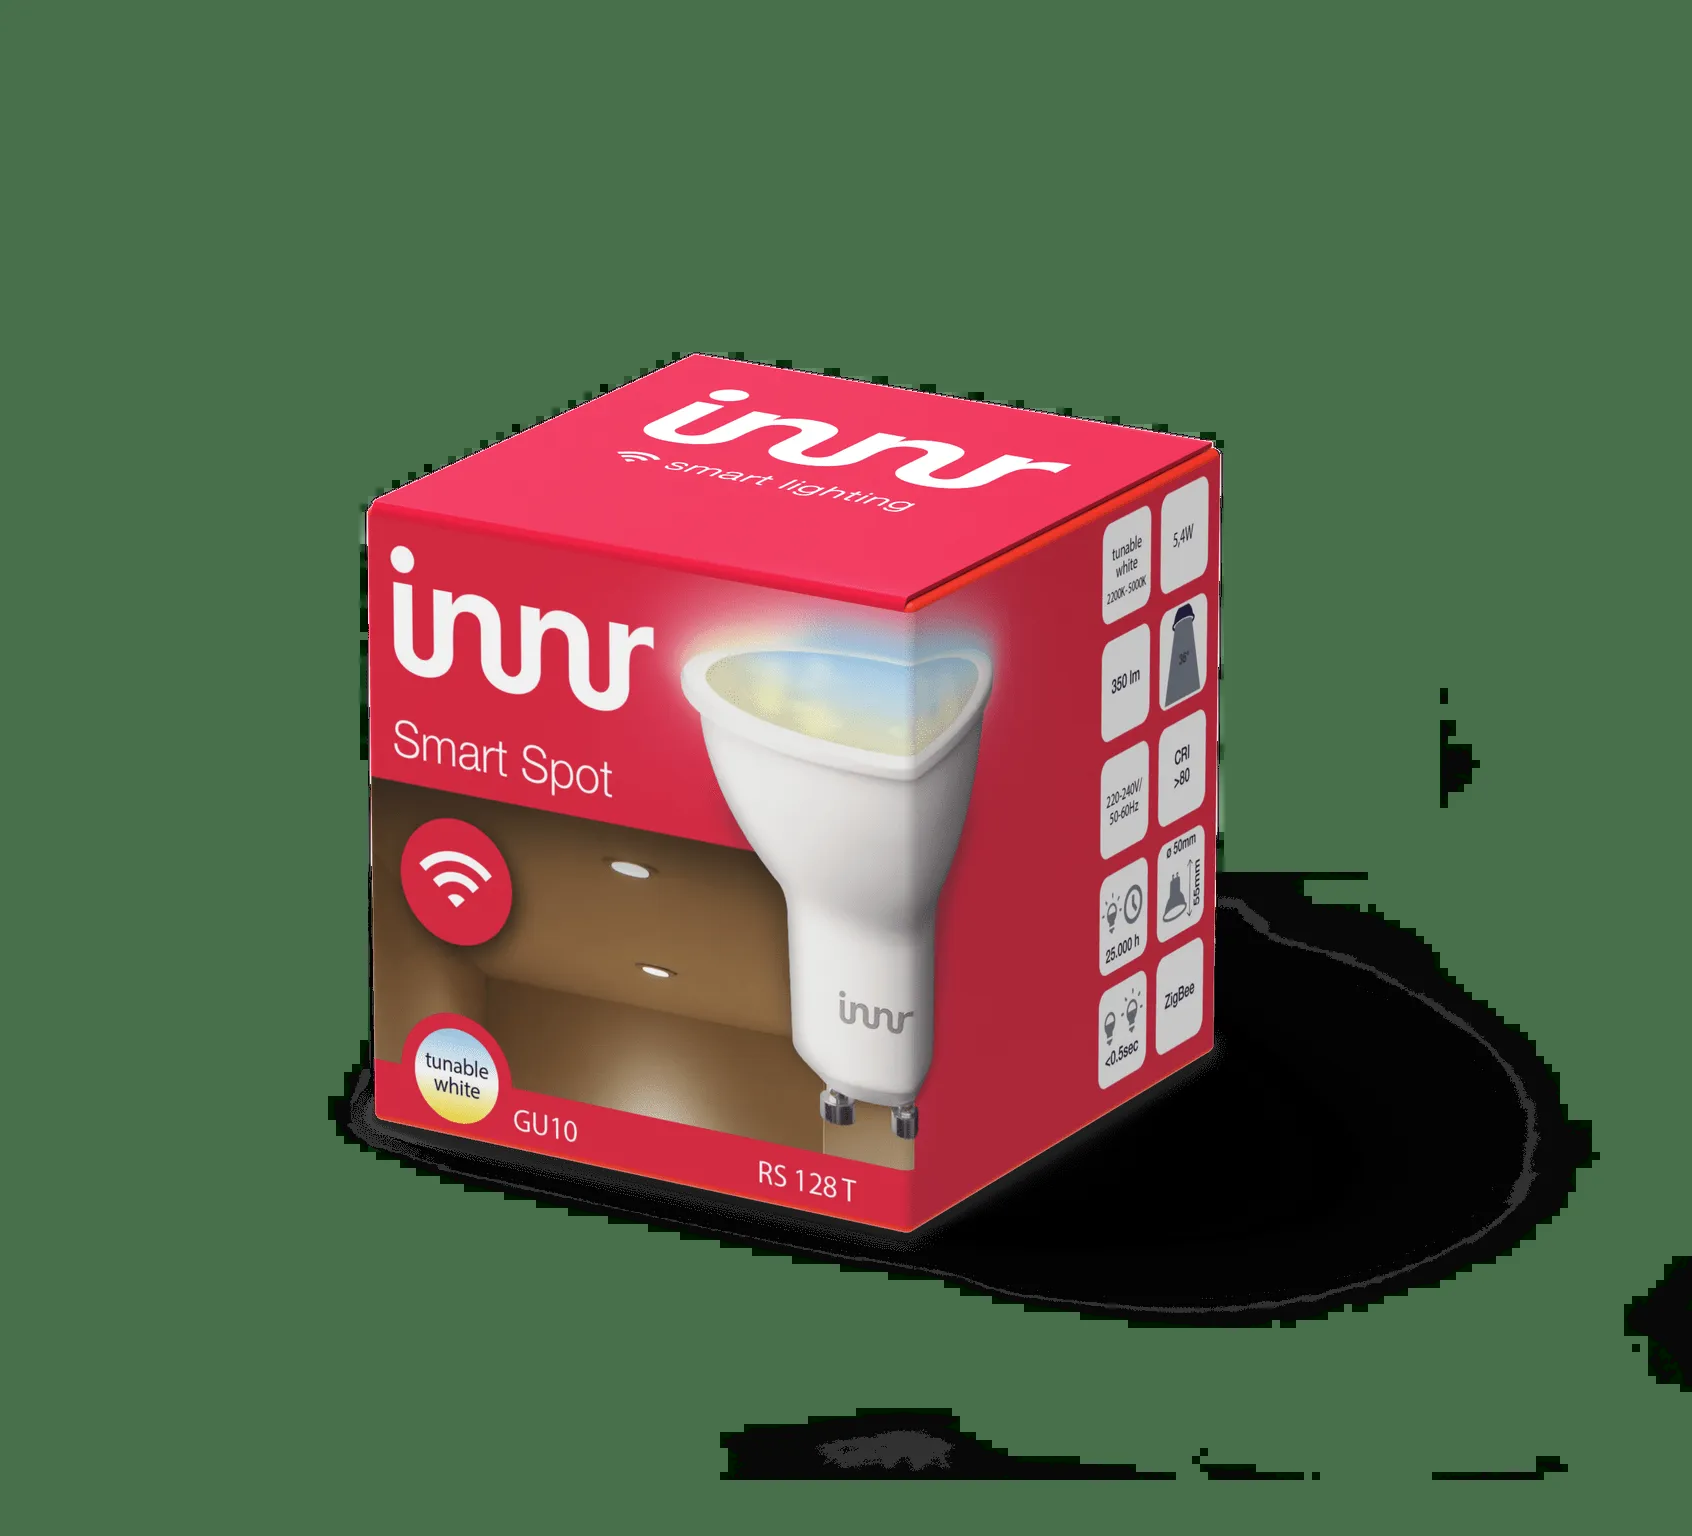 innr
smart lighting
innr
Smart Spot
tunable
white
GU10
RS 128 T
innr
tunable
white
2200K-5000K
5,4W
350 lm
36°
220-240V/
50-60Hz
CRI
>80
25.000 h
ø 50mm
55mm
<0.5sec
ZigBee